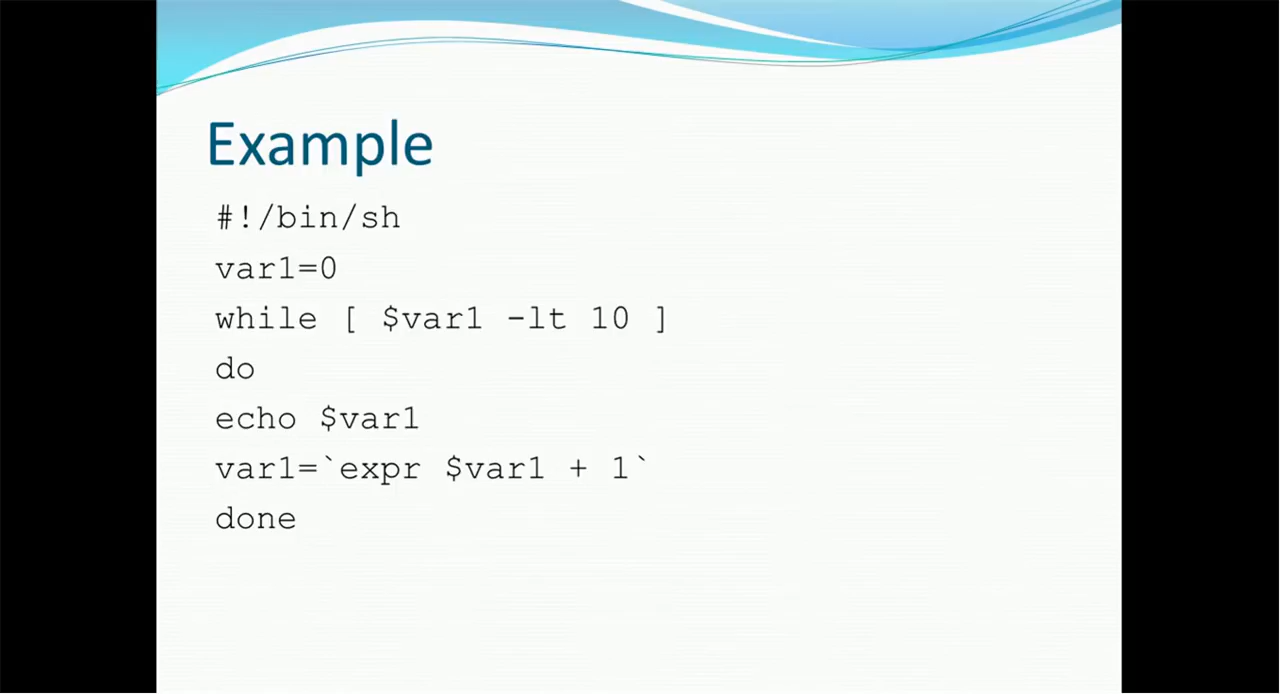 Example
#!/bin/sh
var1=0
while [ $var1 -lt 10 ]
do
echo $var1
var1=`expr $var1 + 1`
done